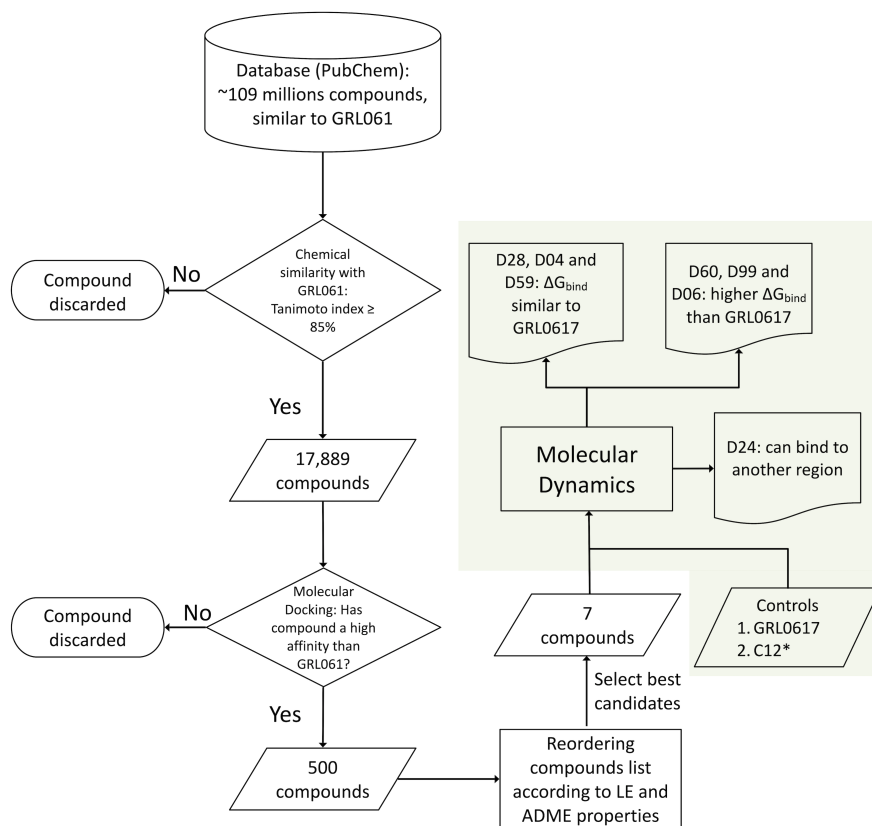 Database (PubChem):
~109 millions compounds,
similar to GRL061
Chemical
similarity with
GRL061:
Tanimoto index ≥
85%
No
Compound
discarded
Yes
17,889
compounds
Molecular
Docking: Has
compound a high
affinity than
GRL061?
No
Compound
discarded
Yes
500
compounds
Reordering
compounds list
according to LE and
ADME properties
Select best
candidates
7
compounds
Controls
1. GRL0617
2. C12*
Molecular
Dynamics
D24: can bind to
another region
D28, D04 and
D59: ΔGbind
similar to
GRL0617
D60, D99 and
D06: higher ΔGbind
than GRL0617